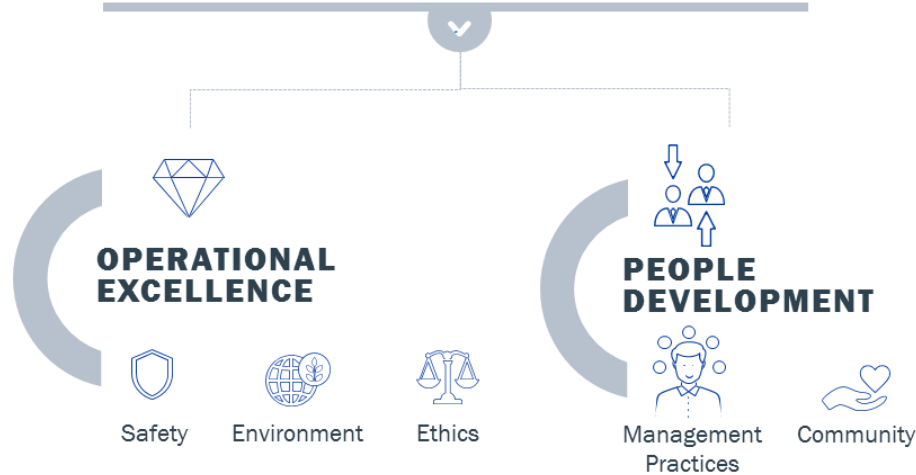 OPERATIONAL
EXCELLENCE
Safety
Environment
Ethics
PEOPLE
DEVELOPMENT
Management
Practices
Community